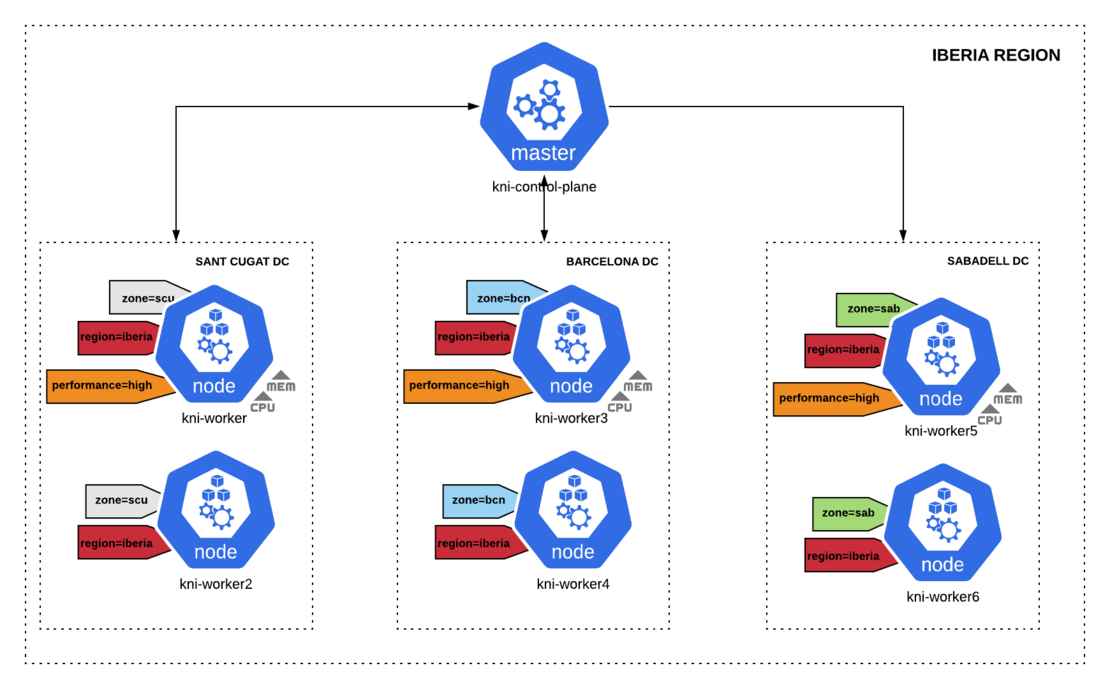 IBERIA REGION
master
kni-control-plane
SANT CUGAT DC
zone=scu
region=iberia
performance=high
node
MEM
CPU
kni-worker
zone=scu
region=iberia
node
kni-worker2
BARCELONA DC
zone=bcn
region=iberia
performance=high
node
MEM
CPU
kni-worker3
zone=bcn
region=iberia
node
kni-worker4
SABADELL DC
zone=sab
region=iberia
performance=high
node
MEM
CPU
kni-worker5
zone=sab
region=iberia
node
kni-worker6